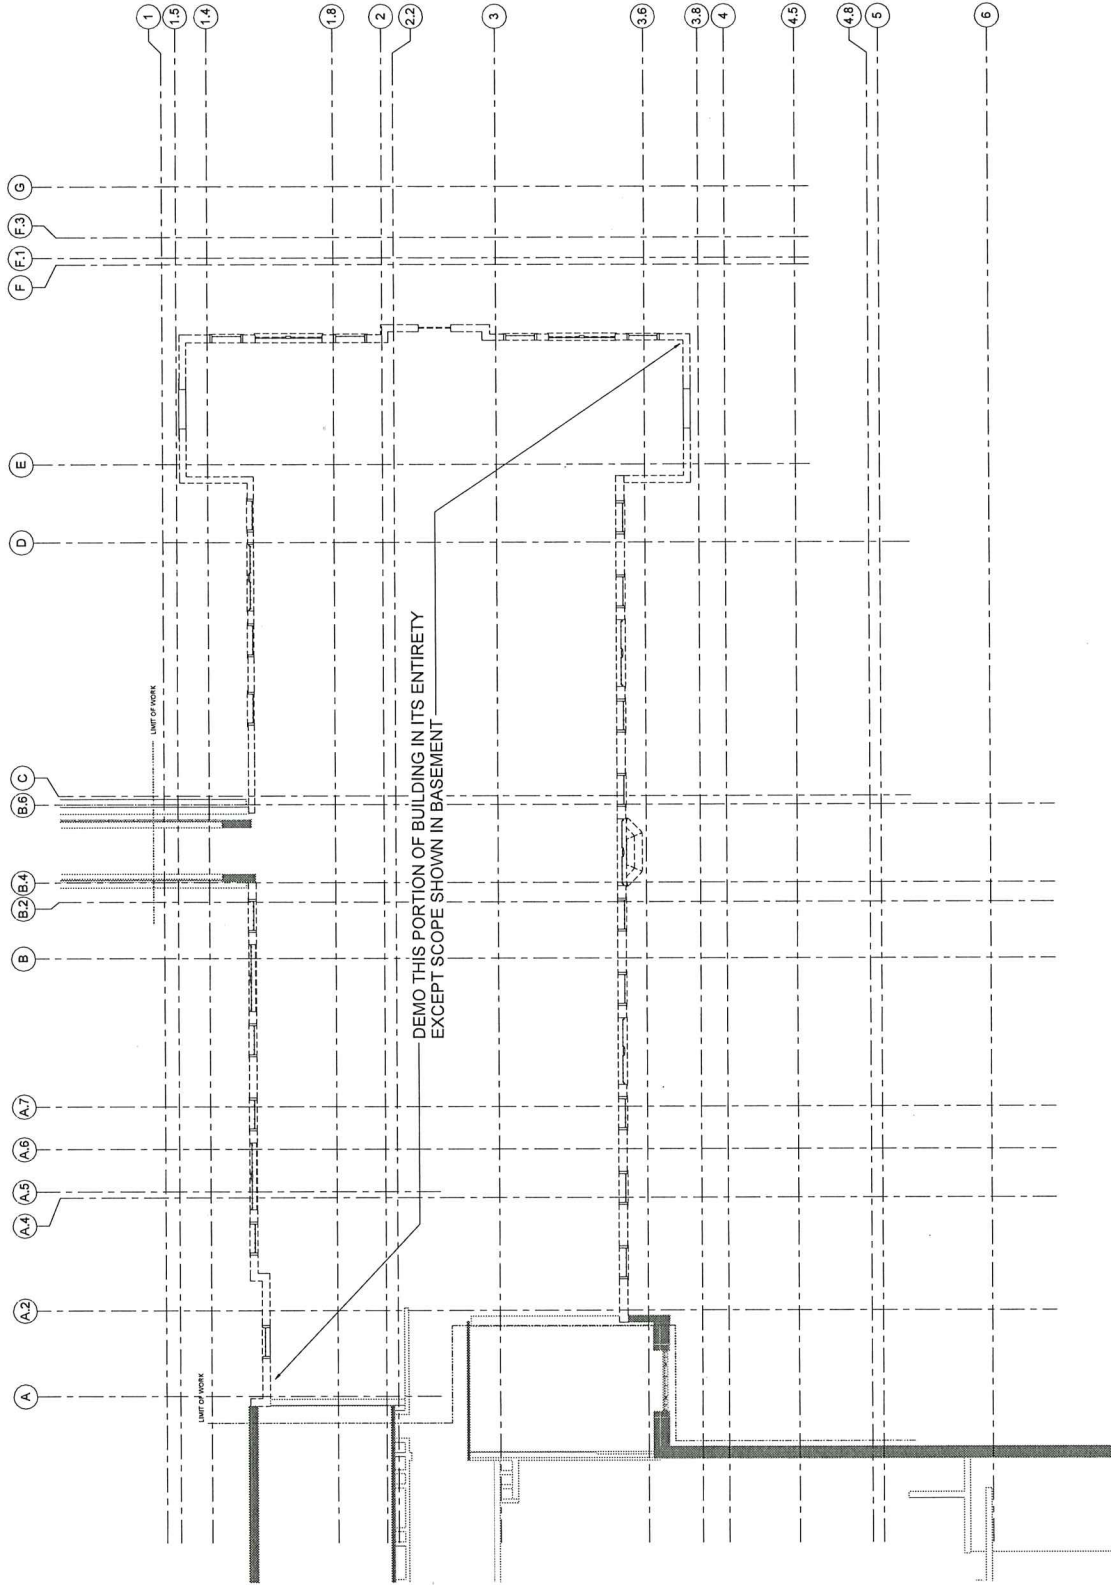 1
1.5
1.4
1.8
2
2.2
3
3.6
3.8
4
4.5
4.8
5
6
G
F.3
F.1
F
E
D
C
B.6
B.4
B.2
B
A.7
A.6
A.5
A.4
A.2
A
LIMIT OF WORK
DEMO THIS PORTION OF BUILDING IN ITS ENTIRETY
EXCEPT SCOPE SHOWN IN BASEMENT
LIMIT OF WORK